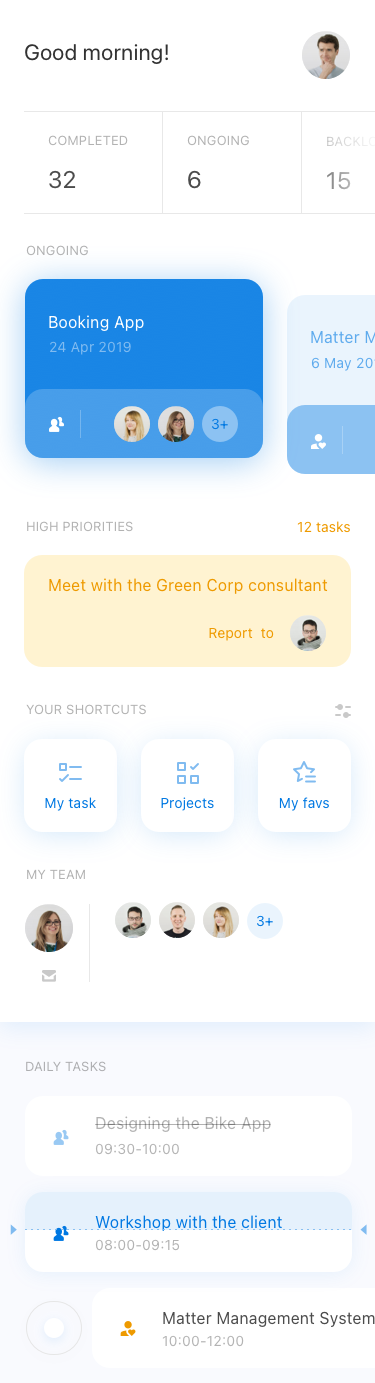 Good morning!
COMPLETED
ONGOING
32
6
15
ONGOING
Booking App
24 Apr 2019
3+
Matter
6 May
HIGH PRIORITIES
12 tasks
Meet with the Green Corp consultant
Report to
YOUR SHORTCUTS
My task
Projects
My favs
MY TEAM
3+
DAILY TASKS
Designing the Bike App
09:30-10:00
Workshop with the client
08:00-09:15
Matter Management System
10:00-12:00